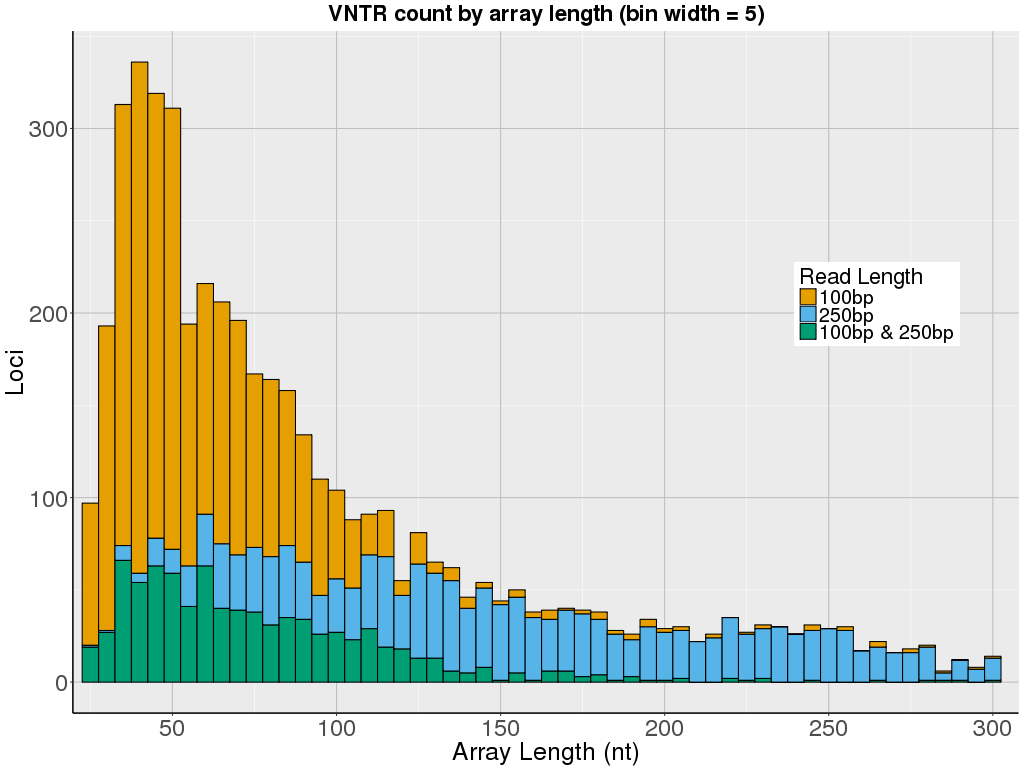 VNTR count by array length (bin width = 5)
300
200
100
0
Loci
Read Length
100bp
250bp
100bp & 250bp
50 100 150 200 250 300
Array Length (nt)